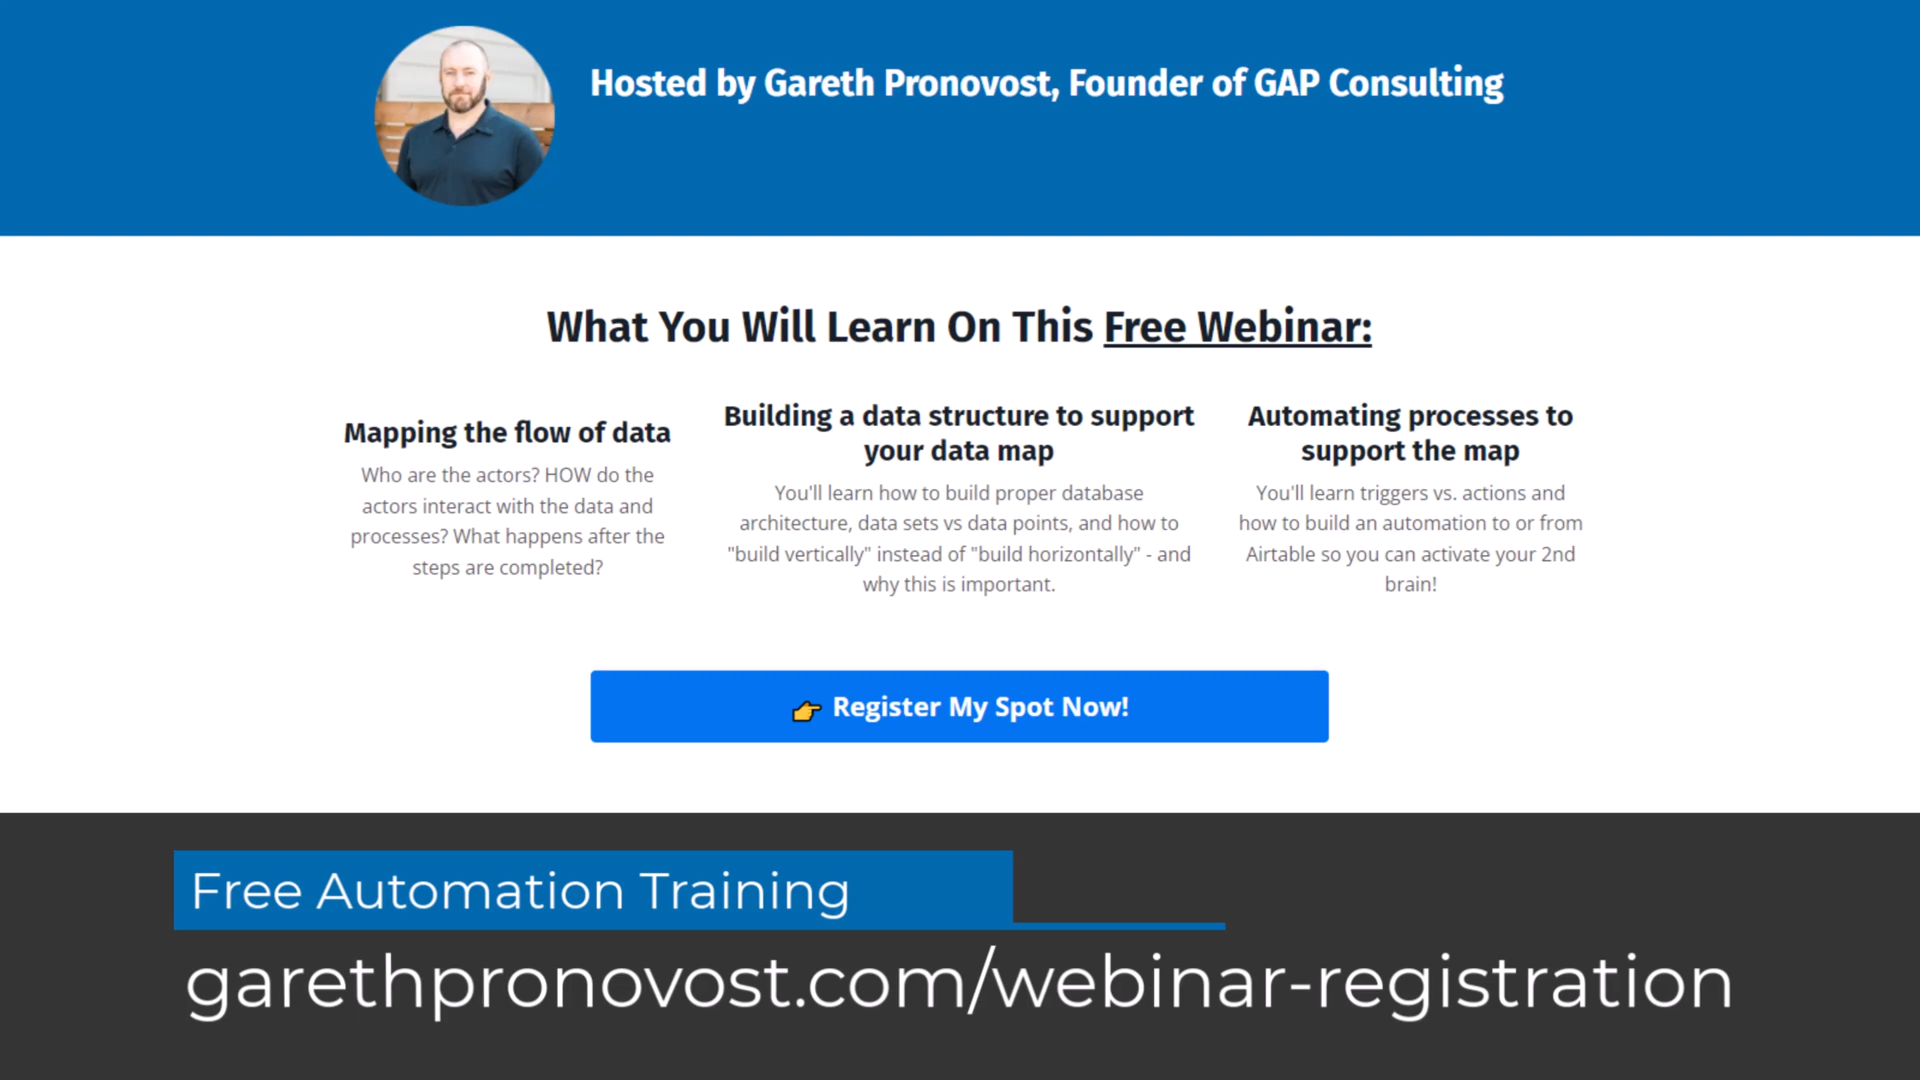 Hosted by Gareth Pronovost, Founder of GAP Consulting
What You Will Learn On This Free Webinar:
Mapping the flow of data
Who are the actors? HOW do the
actors interact with the data and
processes? What happens after the
steps are completed?
Building a data structure to support
your data map
You'll learn how to build proper database
architecture, data sets vs data points, and how to
"build vertically" instead of "build horizontally" - and
why this is important.
Automating processes to
support the map
You'll learn triggers vs. actions and
how to build an automation to or from
Airtable so you can activate your 2nd
brain!
👉 Register My Spot Now!
Free Automation Training
garethpronovost.com/webinar-registration